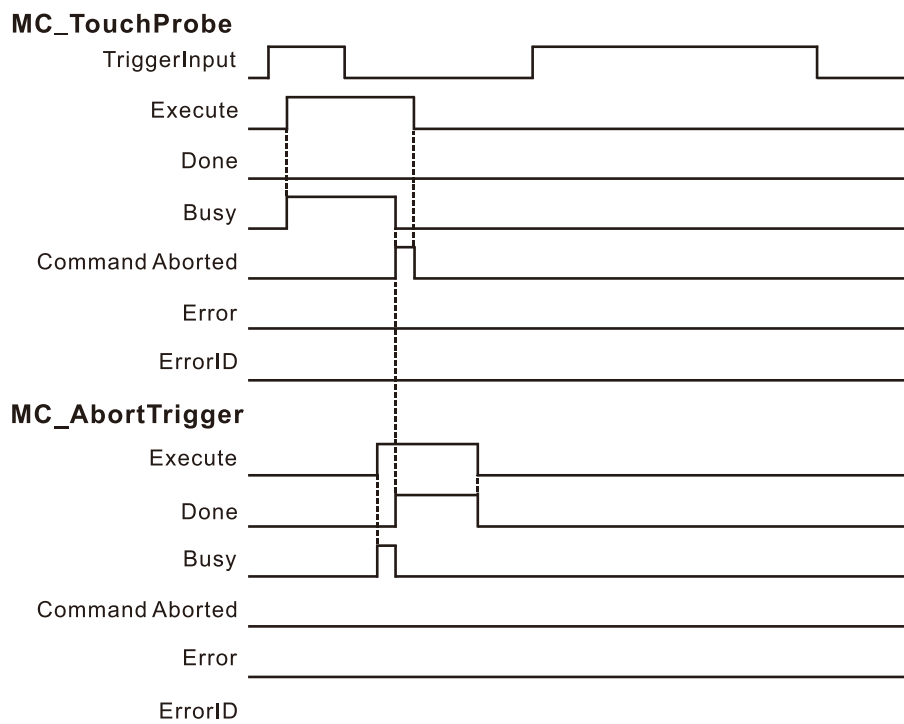 MC_TouchProbe
TriggerInput
Execute
Done
Busy
Command Aborted
Error
ErrorID
MC_AbortTrigger
Execute
Done
Busy
Command Aborted
Error
ErrorID